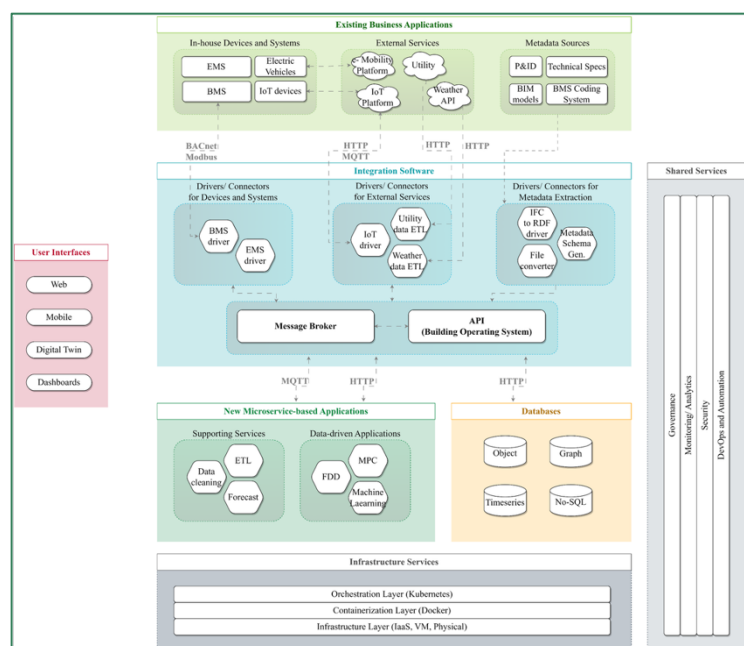 Existing Business Applications
In-house Devices and Systems
External Services
Metadata Sources
EMS
Electric
Vehicles
e- Mobility
Platform
Utility
P&ID
Technical Specs
BMS
IoT devices
IoT
Platform
Weather
API
BIM
models
BMS Coding
System
BACnet
Modbus
HTTP
MQTT
HTTP
HTTP
Integration Software
Shared Services
Drivers/ Connectors
for Devices and Systems
Drivers/ Connectors
for External Services
Drivers/ Connectors for
Metadata Extraction
BMS
driver
EMS
driver
IoT
driver
Utility
data ETL
Weather
data ETL
IFC
to RDF
driver
Metadata
Schema
Gen.
File
converter
User Interfaces
Web
Mobile
Digital Twin
Dashboards
Message Broker
API
(Building Operating System)
MQTT
HTTP
HTTP
Governance
Monitoring/ Analytics
Security
DevOps and Automation
New Microservice-based Applications
Databases
Supporting Services
Data-driven Applications
Data
cleaning
ETL
Forecast
FDD
MPC
Machine
Laearning
Object
Graph
Timeseries
No-SQL
Infrastructure Services
Orchestration Layer (Kubernetes)
Containerization Layer (Docker)
Infrastructure Layer (IaaS, VM, Physical)